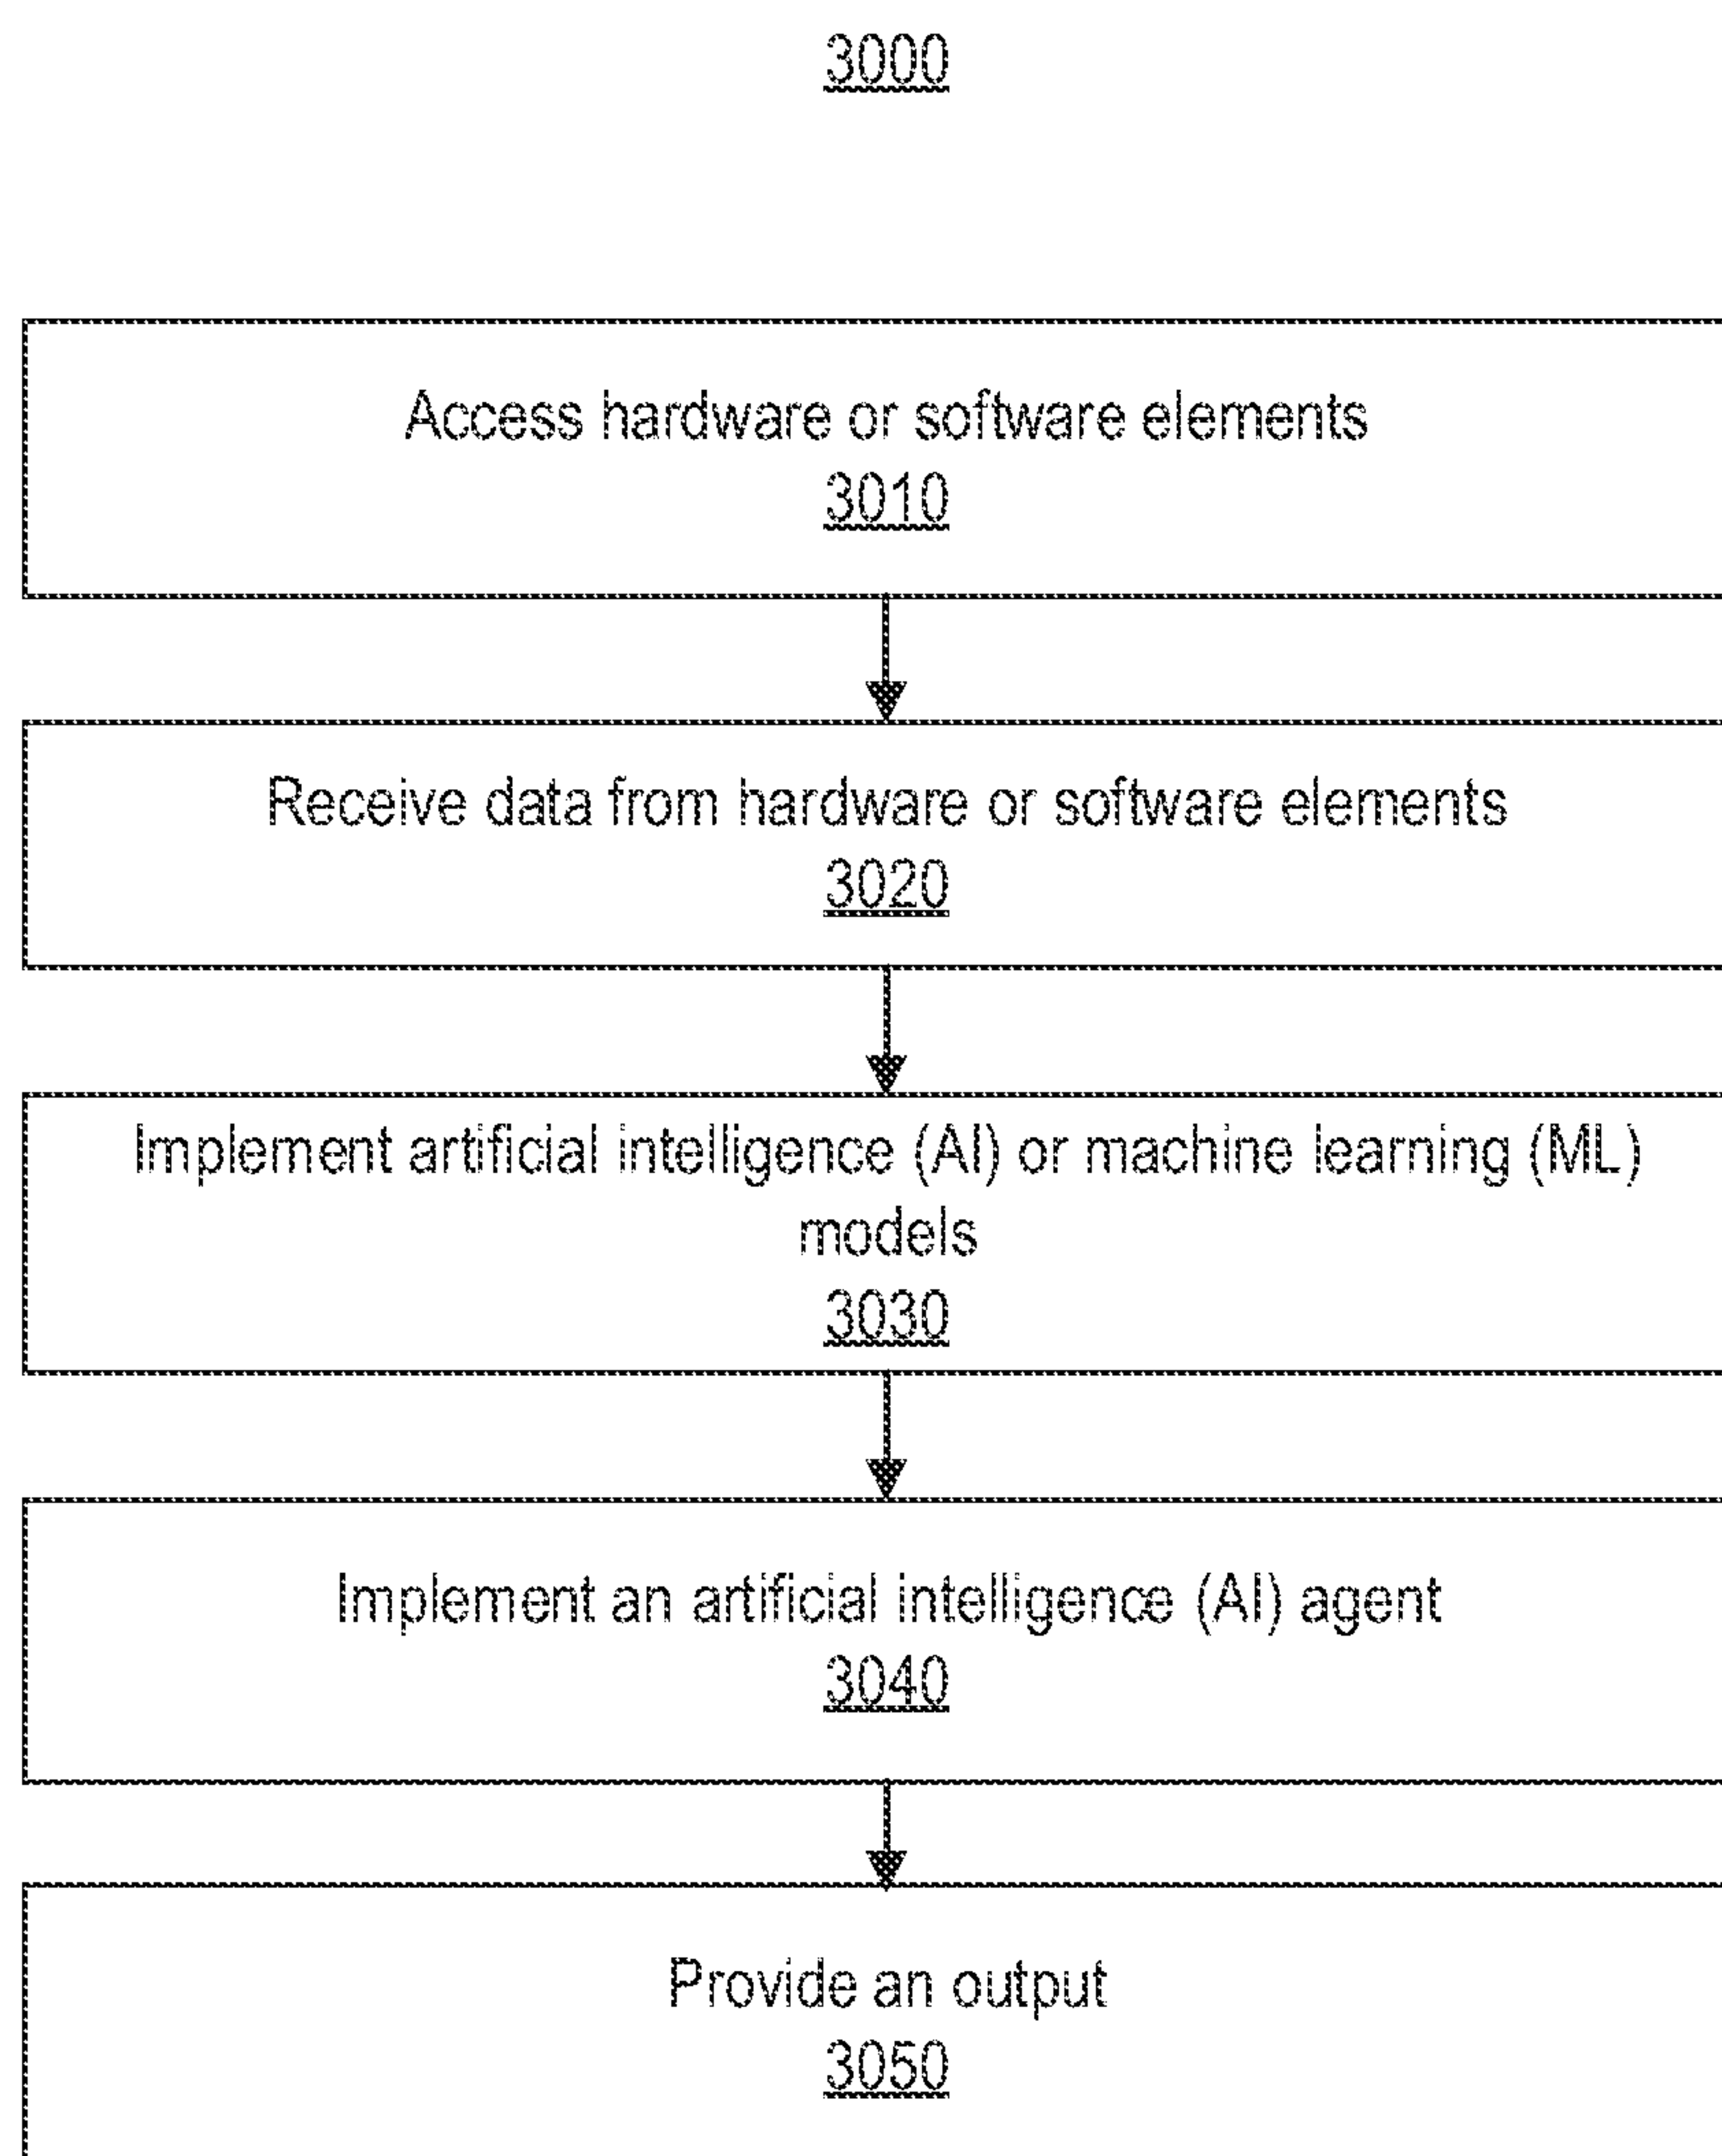 3000
Access hardware or software elements
3010
Receive data from hardware or software elements
3020
Implement artificial intelligence (AI) or machine learning (ML)
models
3030
Implement an artificial intelligence (AI) agent
3040
Provide an output
3050